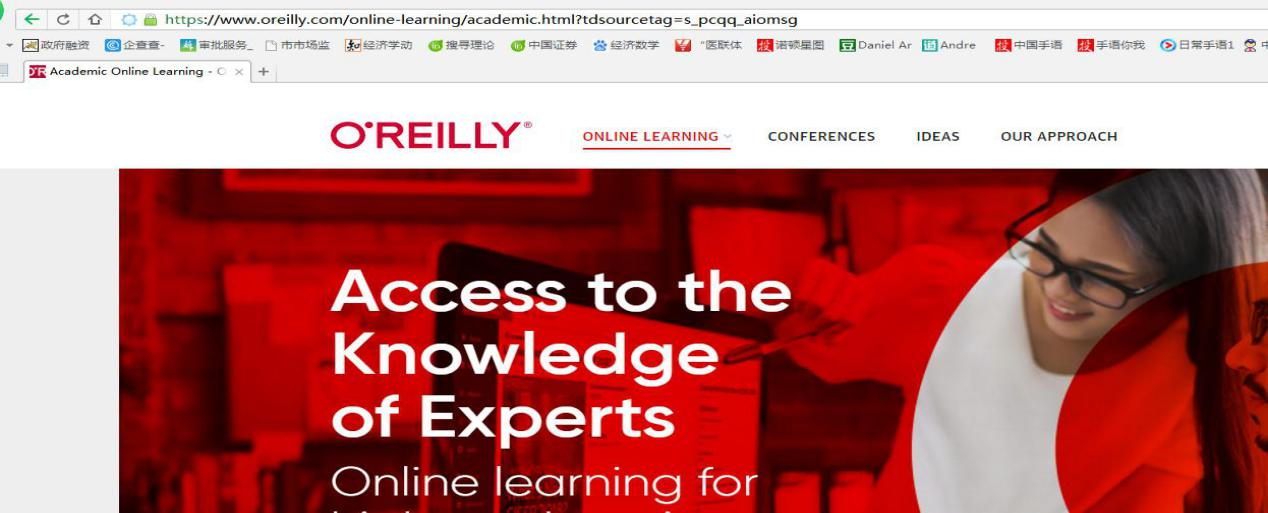 https://www.oreilly.com/online-learning/academic.html?tdsourcetag=s_pcqq_aiomsg
政府融资 企查查- 审批服务_ 市市场监 经济学动 搜寻理论 中国证券 经济数学 "医联体 诺顿星图 Daniel Ar Andre 中国手语 手语你我 日常手语1
Academic Online Learning - O × +
O'REILLY®
ONLINE LEARNING CONFERENCES IDEAS OUR APPROACH
Access to the
Knowledge
of Experts
Online learning for